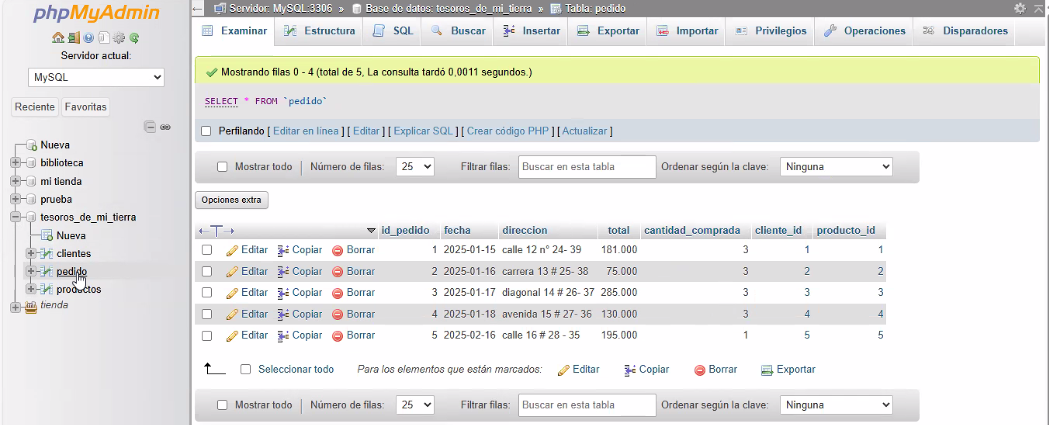 phpMyAdmin
Servidor actual:
MySQL
Reciente Favoritas
Nueva
biblioteca
mi tienda
prueba
tesoros_de_mi_tierra
Nueva
clientes
pedido
productos
tienda
Servidor: MySQL:3306 » Base de datos: tesoros_de_mi_tierra » Tabla: pedido
Examinar Estructura SQL Buscar Insertar Exportar Importar Privilegios Operaciones Disparadores
Mostrando filas 0 - 4 (total de 5, La consulta tardó 0,0011 segundos.)
SELECT * FROM `pedido`
Perfilando [ Editar en línea ] [ Editar ] [ Explicar SQL ] [ Crear código PHP ] [ Actualizar ]
Mostrar todo Número de filas: 25 Filtrar filas: Buscar en esta tabla Ordenar según la clave: Ninguna
Opciones extra
id_pedido fecha direccion total cantidad_comprada cliente_id producto_id
Editar Copiar Borrar 1 2025-01-15 calle 12 n° 24- 39 181.000 3 1 1
Editar Copiar Borrar 2 2025-01-16 carrera 13 # 25- 38 75.000 3 2 2
Editar Copiar Borrar 3 2025-01-17 diagonal 14 # 26- 37 285.000 3 3 3
Editar Copiar Borrar 4 2025-01-18 avenida 15 # 27- 36 130.000 3 4 4
Editar Copiar Borrar 5 2025-02-16 calle 16 # 28 - 35 195.000 1 5 5
Seleccionar todo Para los elementos que están marcados: Editar Copiar Borrar Exportar
Mostrar todo Número de filas: 25 Filtrar filas: Buscar en esta tabla Ordenar según la clave: Ninguna